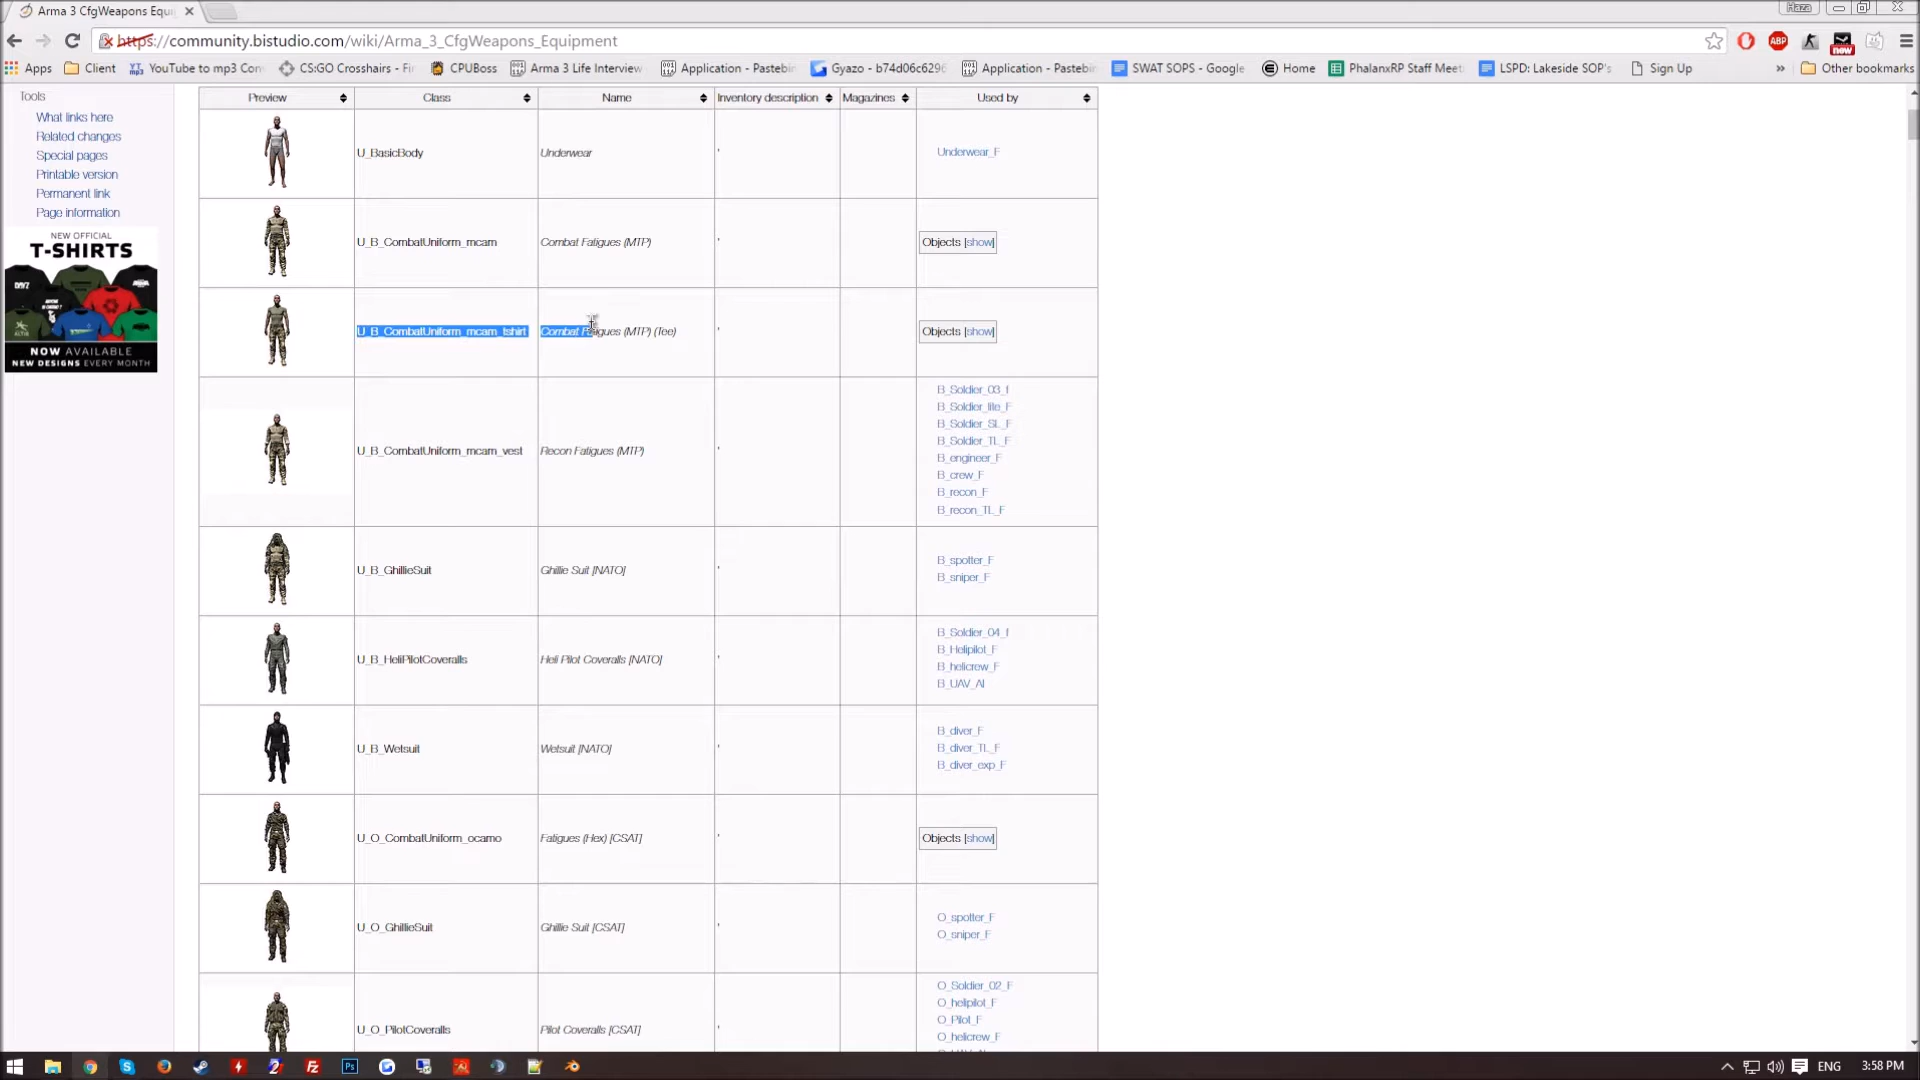 Arma 3 CfgWeapons Equi
Haza
https://community.bistudio.com/wiki/Arma_3_CfgWeapons_Equipment
ABP
now
Apps
Client
YouTube to mp3 Con
CS:GO Crosshairs - Fi
CPUBoss
Arma 3 Life Interview
Application - Pastebi
Gyazo - b74d06c6296
Application - Pastebi
SWAT SOPS - Google
Home
PhalanxRP Staff Meet
LSPD: Lakeside SOP's
Sign Up
»
Other bookmarks
Tools
What links here
Related changes
Special pages
Printable version
Permanent link
Page information
NEW OFFICIAL
T-SHIRTS
NOW AVAILABLE
NEW DESIGNS EVERY MONTH
Preview Class Name Inventory description Magazines Used by
U_BasicBody Underwear ' Underwear_F
U_B_CombatUniform_mcam Combat Fatigues (MTP) ' Objects [show]
U_B_CombatUniform_mcam_tshirt Combat Fatigues (MTP) (Tee) ' Objects [show]
B_Soldier_03_f
B_Soldier_lite_F
B_Soldier_SL_F
B_Soldier_TL_F
U_B_CombatUniform_mcam_vest Recon Fatigues (MTP) '
B_engineer_F
B_crew_F
B_recon_F
B_recon_TL_F
U_B_GhillieSuit Ghillie Suit [NATO] '
B_spotter_F
B_sniper_F
U_B_HeliPilotCoveralls Heli Pilot Coveralls [NATO] '
B_Soldier_04_f
B_Helipilot_F
B_helicrew_F
B_UAV_AI
U_B_Wetsuit Wetsuit [NATO] '
B_diver_F
B_diver_TL_F
B_diver_exp_F
U_O_CombatUniform_ocamo Fatigues (Hex) [CSAT] ' Objects [show]
U_O_GhillieSuit Ghillie Suit [CSAT] '
O_spotter_F
O_sniper_F
U_O_PilotCoveralls Pilot Coveralls [CSAT] '
O_Soldier_02_F
O_helipilot_F
O_Pilot_F
O_helicrew_F
ENG
3:58 PM